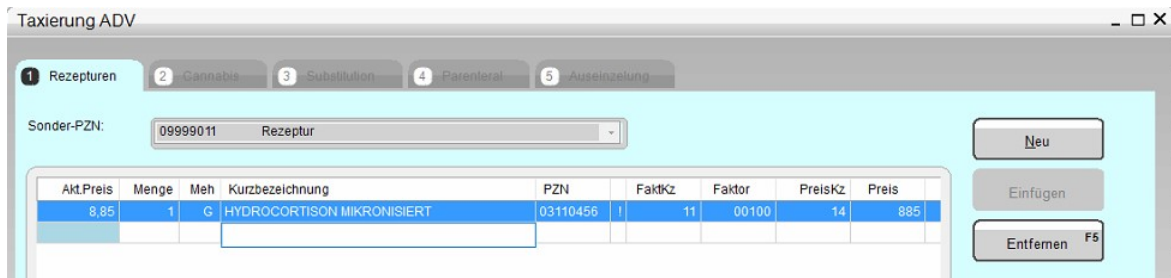 Taxierung ADV
1 Rezepturen 2 Cannabis 3 Substitution 4 Parenteral 5 Auseinzelung
Sonder-PZN: 09999011 Rezeptur
Neu
Akt.Preis Menge Meh Kurzbezeichnung PZN FaktKz Faktor PreisKz Preis
Einfügen
8,85 1 G HYDROCORTISON MIKRONISIERT 03110456 ! 11 00100 14 885
Entfernen F5